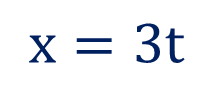 x = 3t